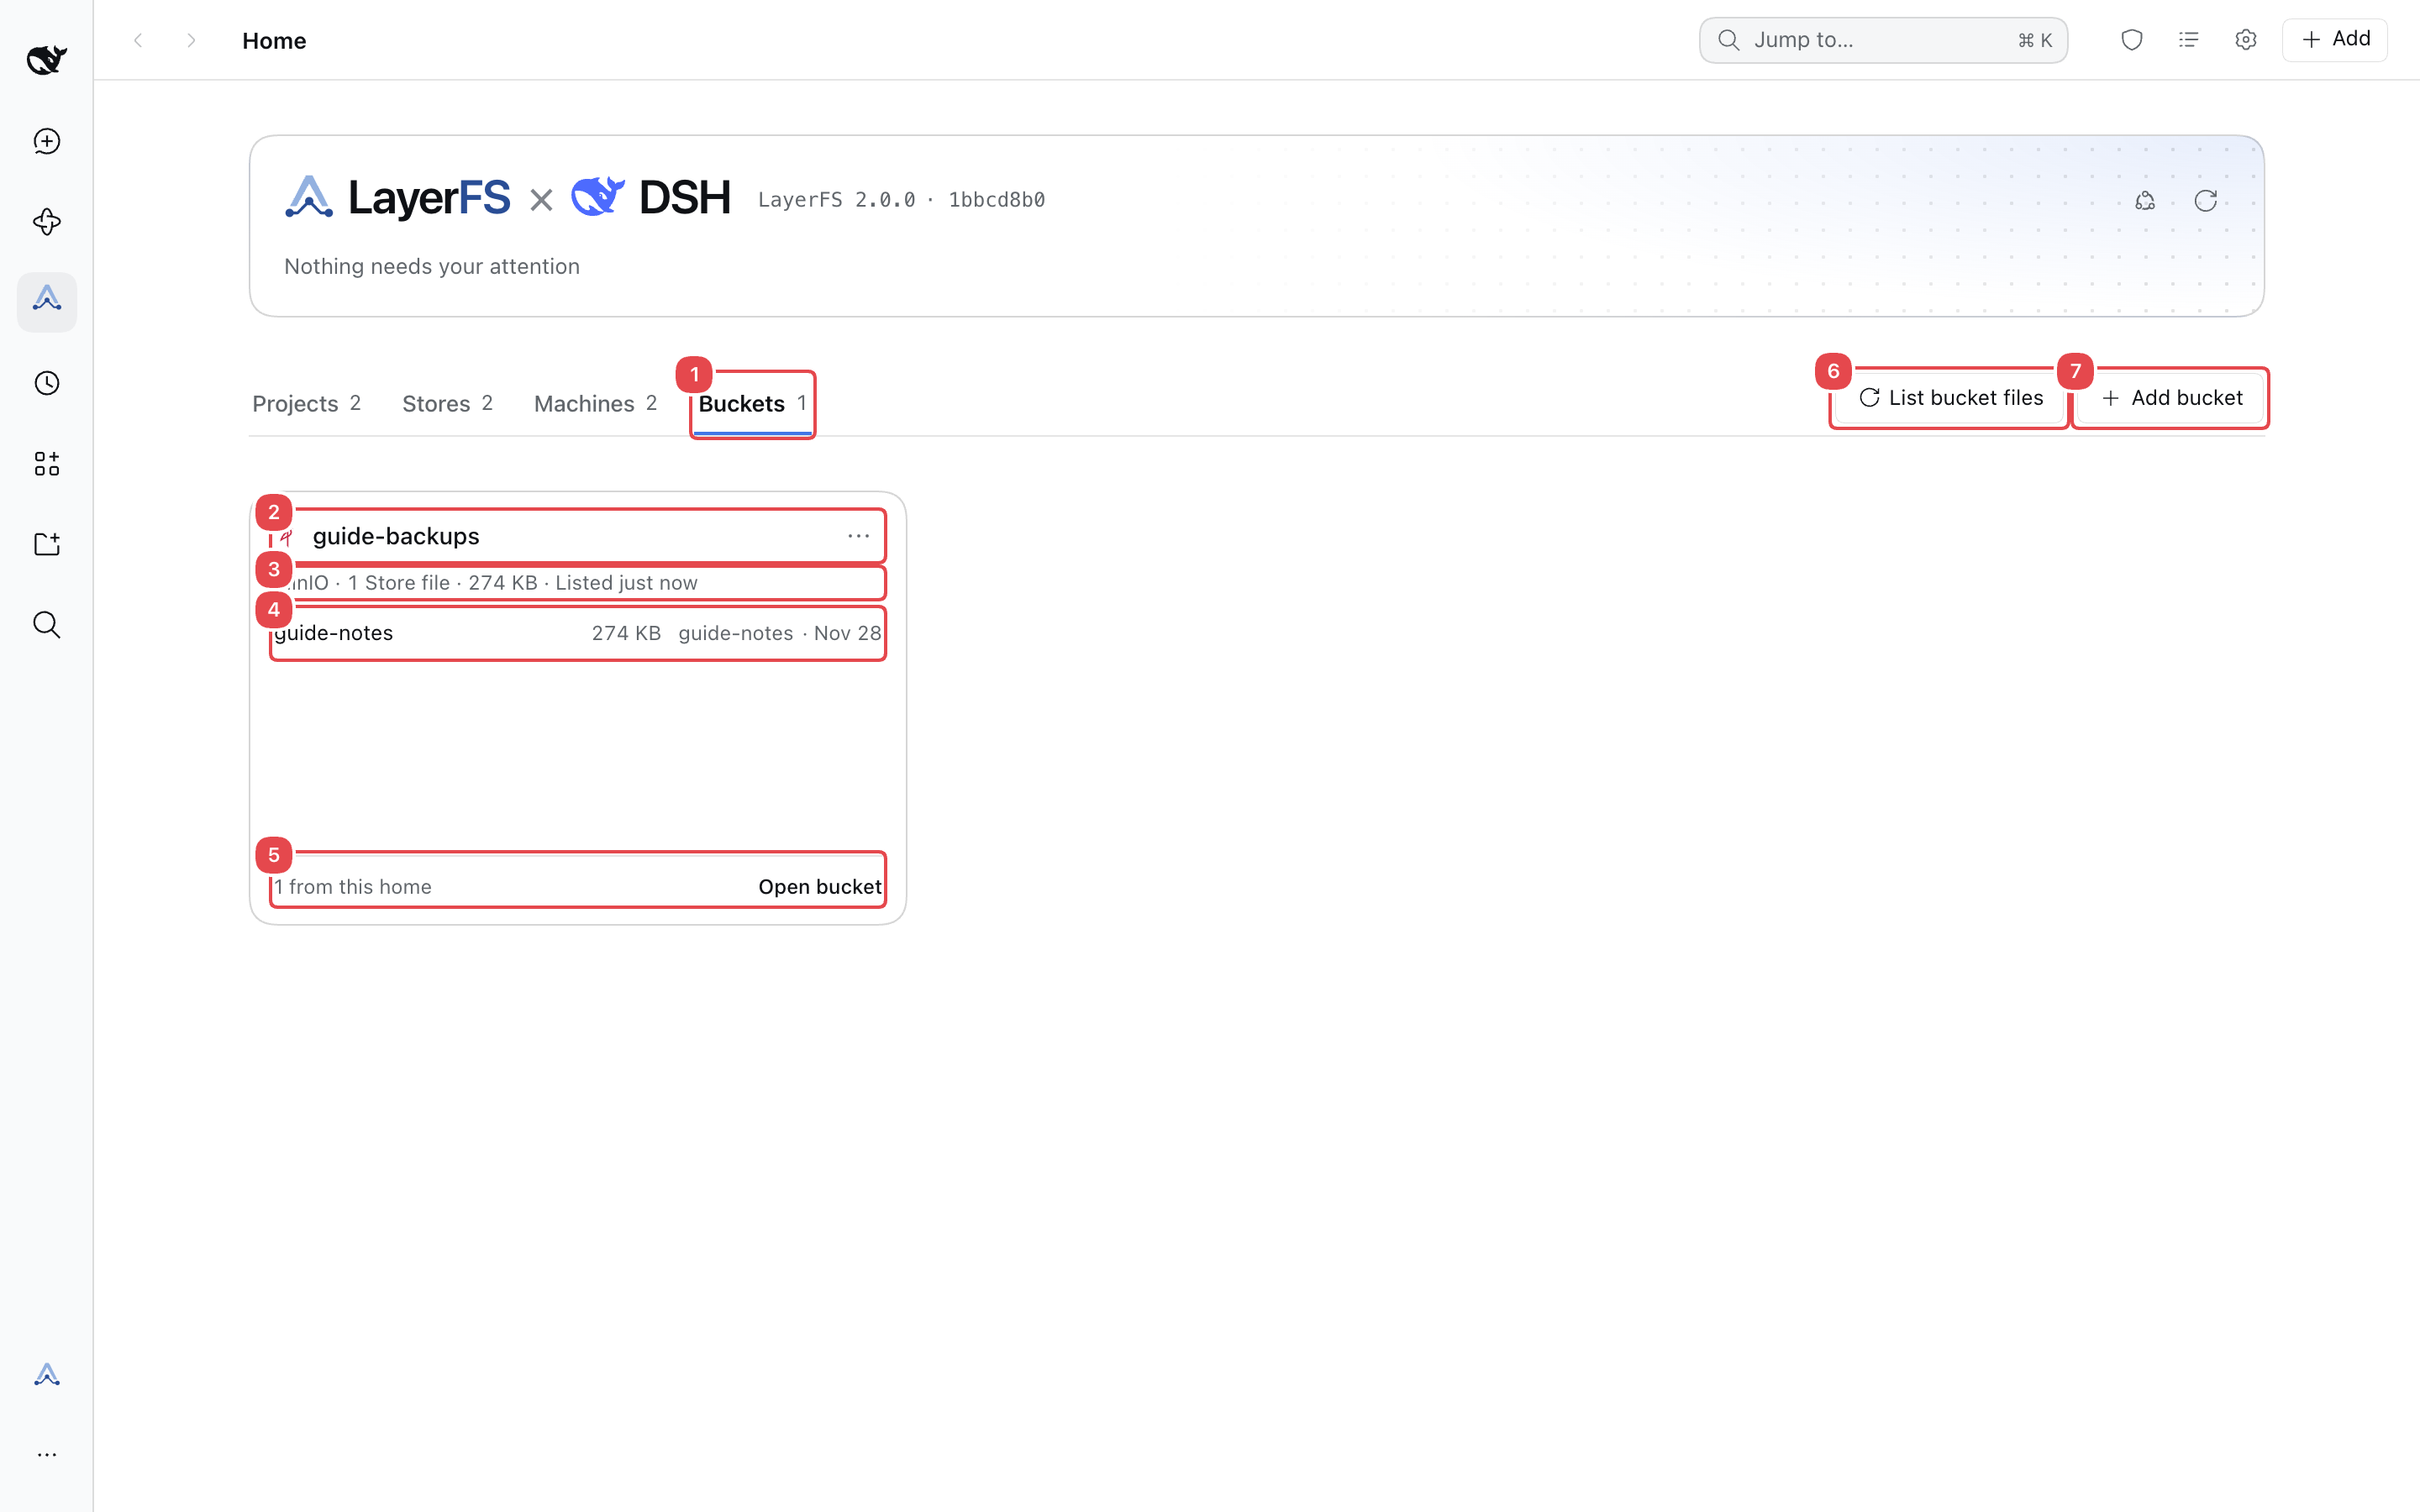 Home
Jump to...
⌘ K
Add
LayerFS × DSH LayerFS 2.0.0 · 1bbcd8b0
Nothing needs your attention
Projects 2
Stores 2
Machines 2
1
Buckets 1
6
List bucket files
7
Add bucket
2
guide-backups
3
nIO · 1 Store file · 274 KB · Listed just now
4
guide-notes 274 KB guide-notes · Nov 28
5
1 from this home
Open bucket